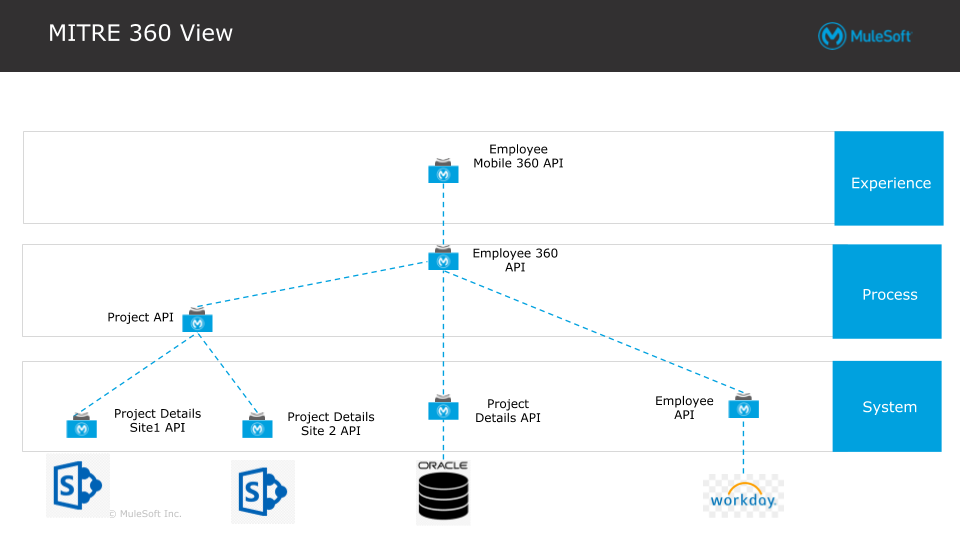 MITRE 360 View
MuleSoft
Employee
Mobile 360 API
Experience
Employee 360
API
Process
Project API
Project Details
Site1 API
Project Details
Site 2 API
Project
Details API
Employee
API
System
S
S
ORACLE
workday.
© MuleSoft Inc.